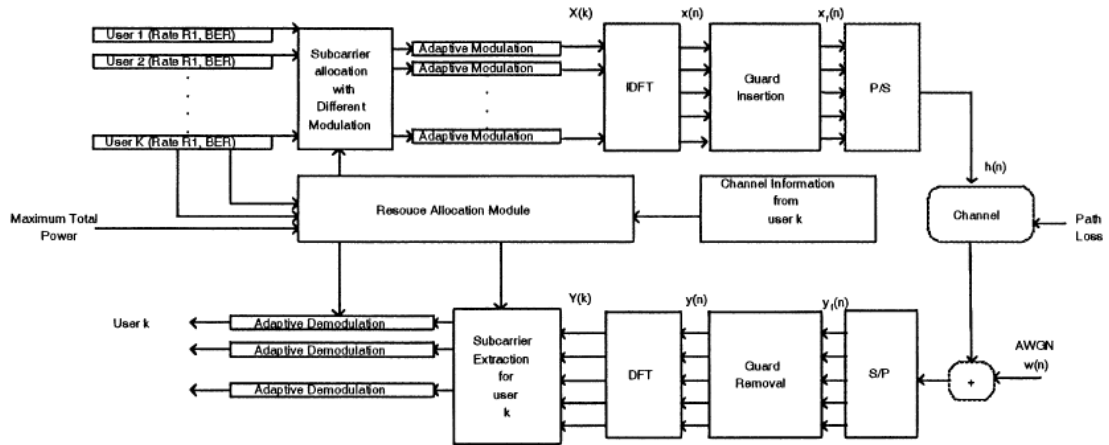 X(k)
x(n)
x_f(n)
User 1 (Rate R1, BER)
User 2 (Rate R1, BER)
User K (Rate R1, BER)
Subcarrier
allocation
with
Different
Modulation
Adaptive Modulation
Adaptive Modulation
Adaptive Modulation
IDFT
Guard
Insertion
P/S
h(n)
Maximum Total
Power
Resouce Allocation Module
Channel Information
from
user k
Channel
Path
Loss
Y(k)
y(n)
y_f(n)
User k
Adaptive Demodulation
Adaptive Demodulation
Adaptive Demodulation
Subcarrier
Extraction
for
user
k
DFT
Guard
Removal
S/P
+
AWGN
w(n)